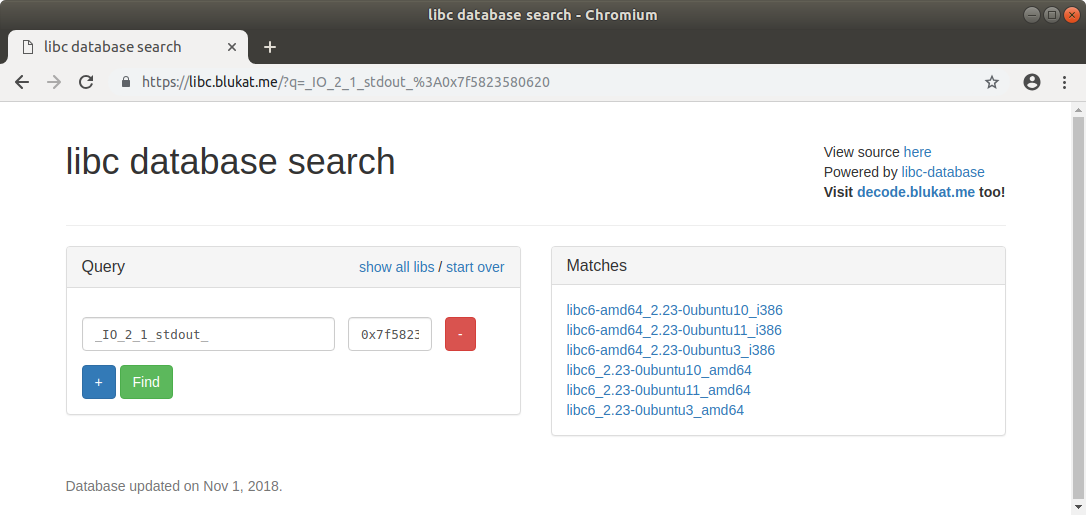 libc database search - Chromium
libc database search
https://libc.blukat.me/?q=_IO_2_1_stdout_%3A0x7f5823580620
libc database search
View source here
Powered by libc-database
Visit decode.blukat.me too!
Query show all libs / start over
_IO_2_1_stdout_ 0x7f5823 -
+ Find
Matches
libc6-amd64_2.23-0ubuntu10_i386
libc6-amd64_2.23-0ubuntu11_i386
libc6-amd64_2.23-0ubuntu3_i386
libc6_2.23-0ubuntu10_amd64
libc6_2.23-0ubuntu11_amd64
libc6_2.23-0ubuntu3_amd64
Database updated on Nov 1, 2018.